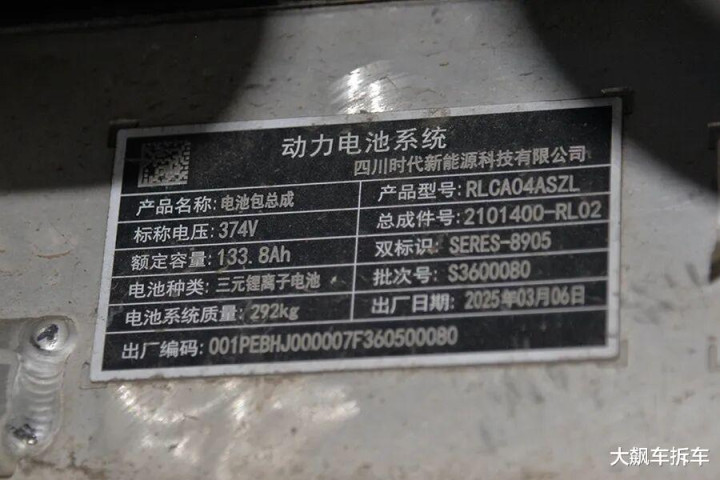 动力电池系统
四川时代新能源科技有限公司
产品名称:电池包总成 产品型号: RLCA04ASZL
标称电压: 374V 总成件号: 2101400-RL02
额定容量: 133.8Ah 双标识: SERES-8905
电池种类: 三元锂离子电池 批次号: S3600080
电池系统质量: 292kg 出厂日期: 2025年03月06日
出厂编码: 001PEBHJ000007F360500080
大飙车拆车